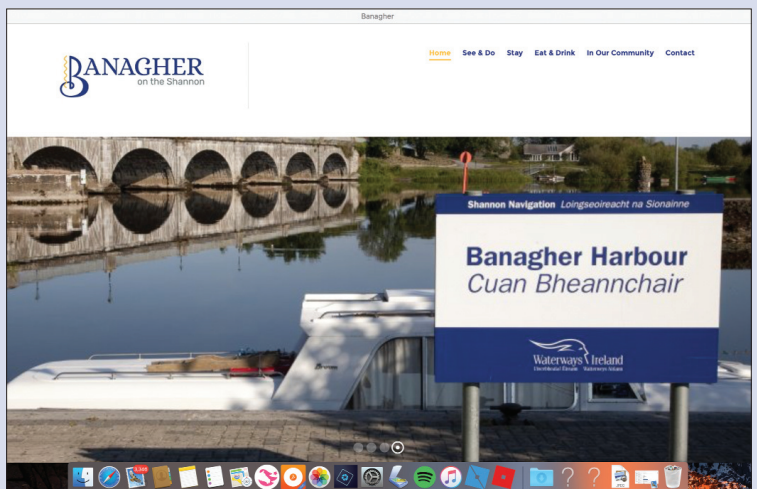 Banagher
BANAGHER
on the Shannon
Home See & Do Stay Eat & Drink In Our Community Contact
Shannon Navigation Loingseoireacht na Sionainne
Banagher Harbour
Cuan Bheannchair
Waterways Ireland